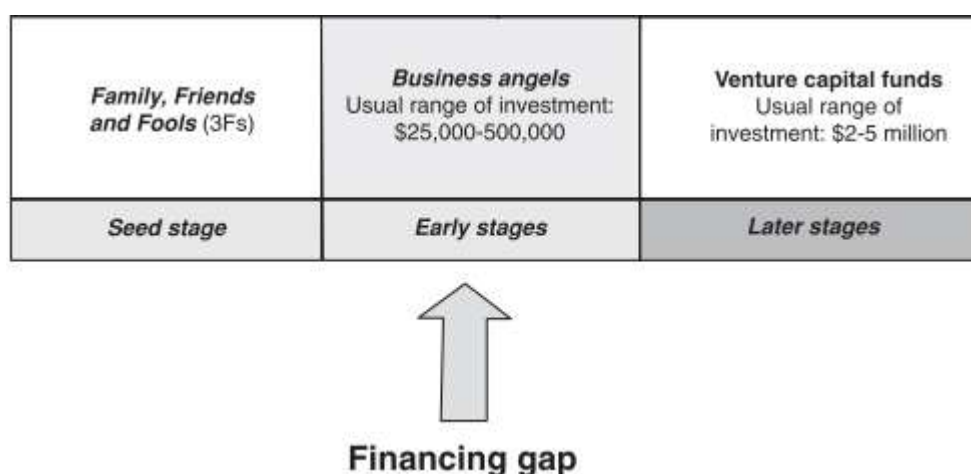 Family, Friends
and Fools (3Fs)
Business angels
Usual range of investment:
$25,000-500,000
Venture capital funds
Usual range of
investment: $2-5 million
Seed stage
Early stages
Later stages
Financing gap